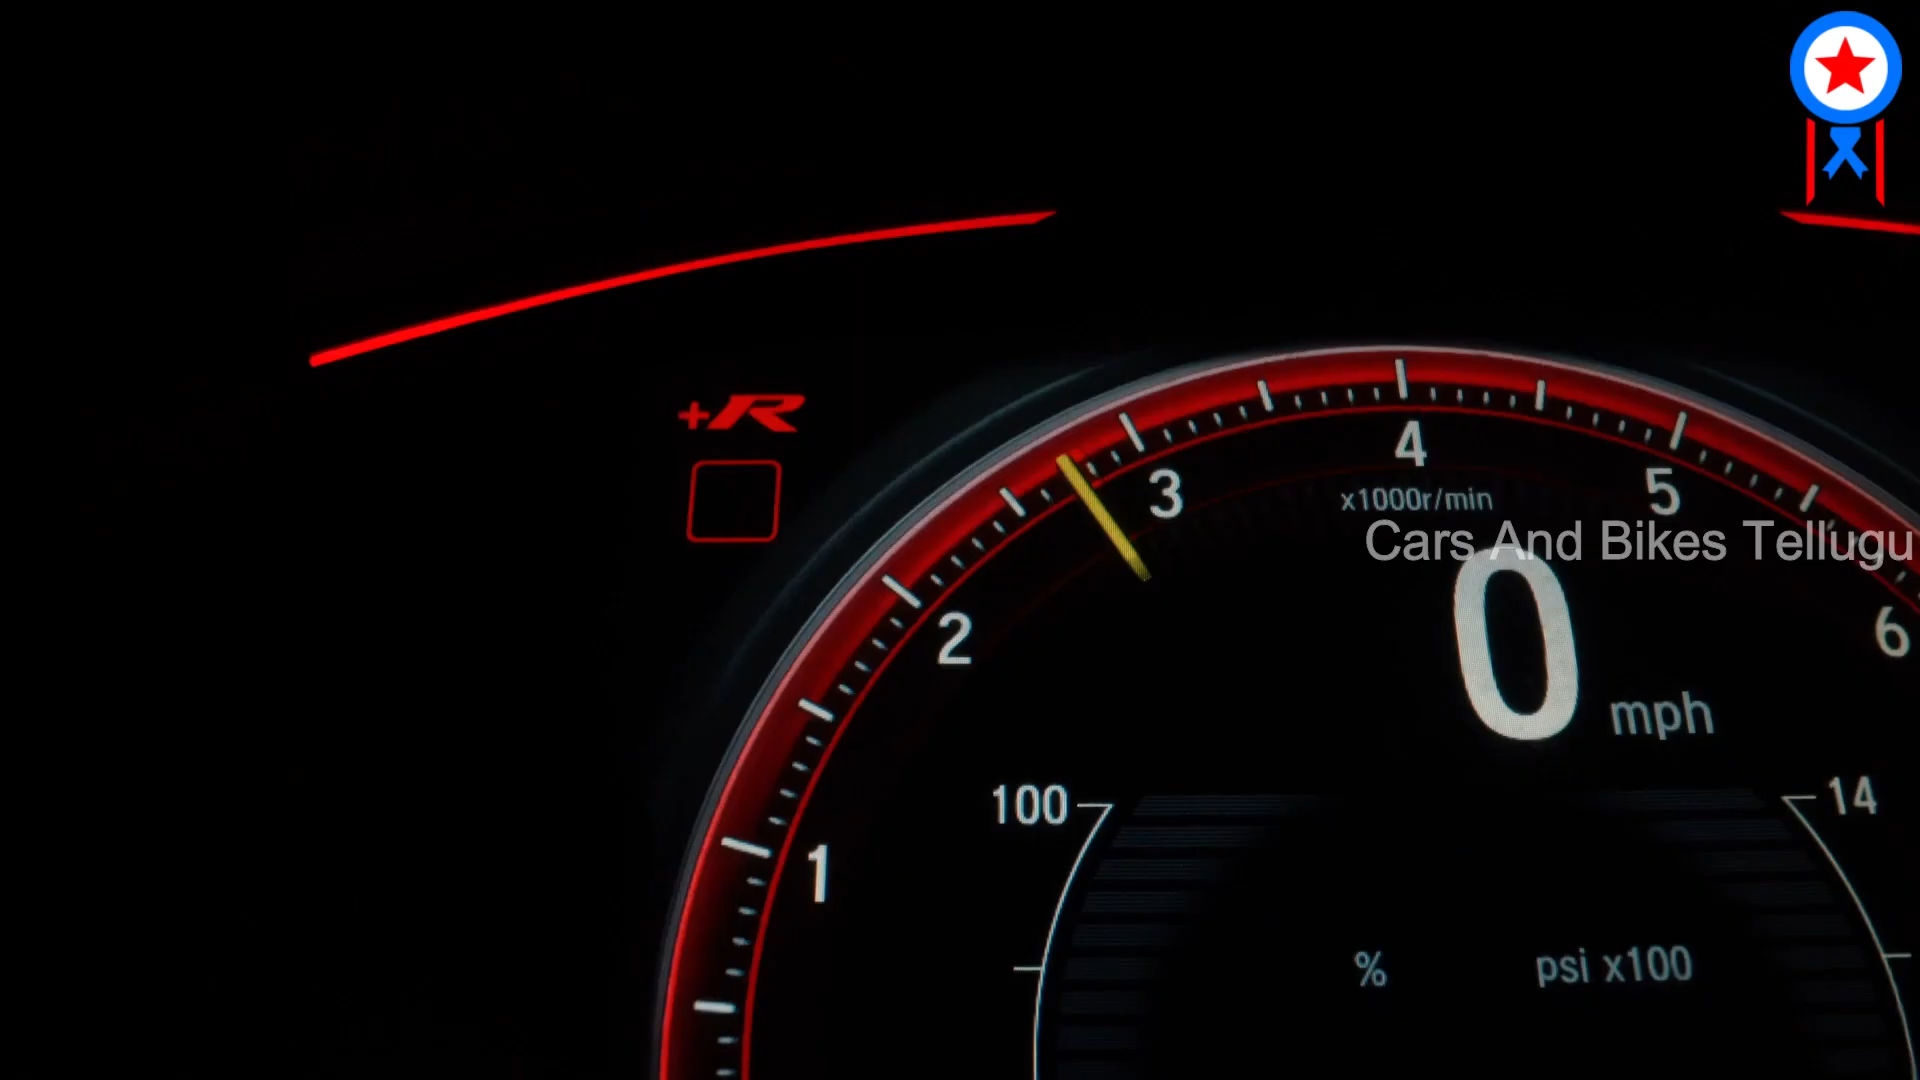 +R
4
3
5
x1000r/min
Cars And Bikes Tellugu
2
6
0 mph
100
14
1
% psi x100